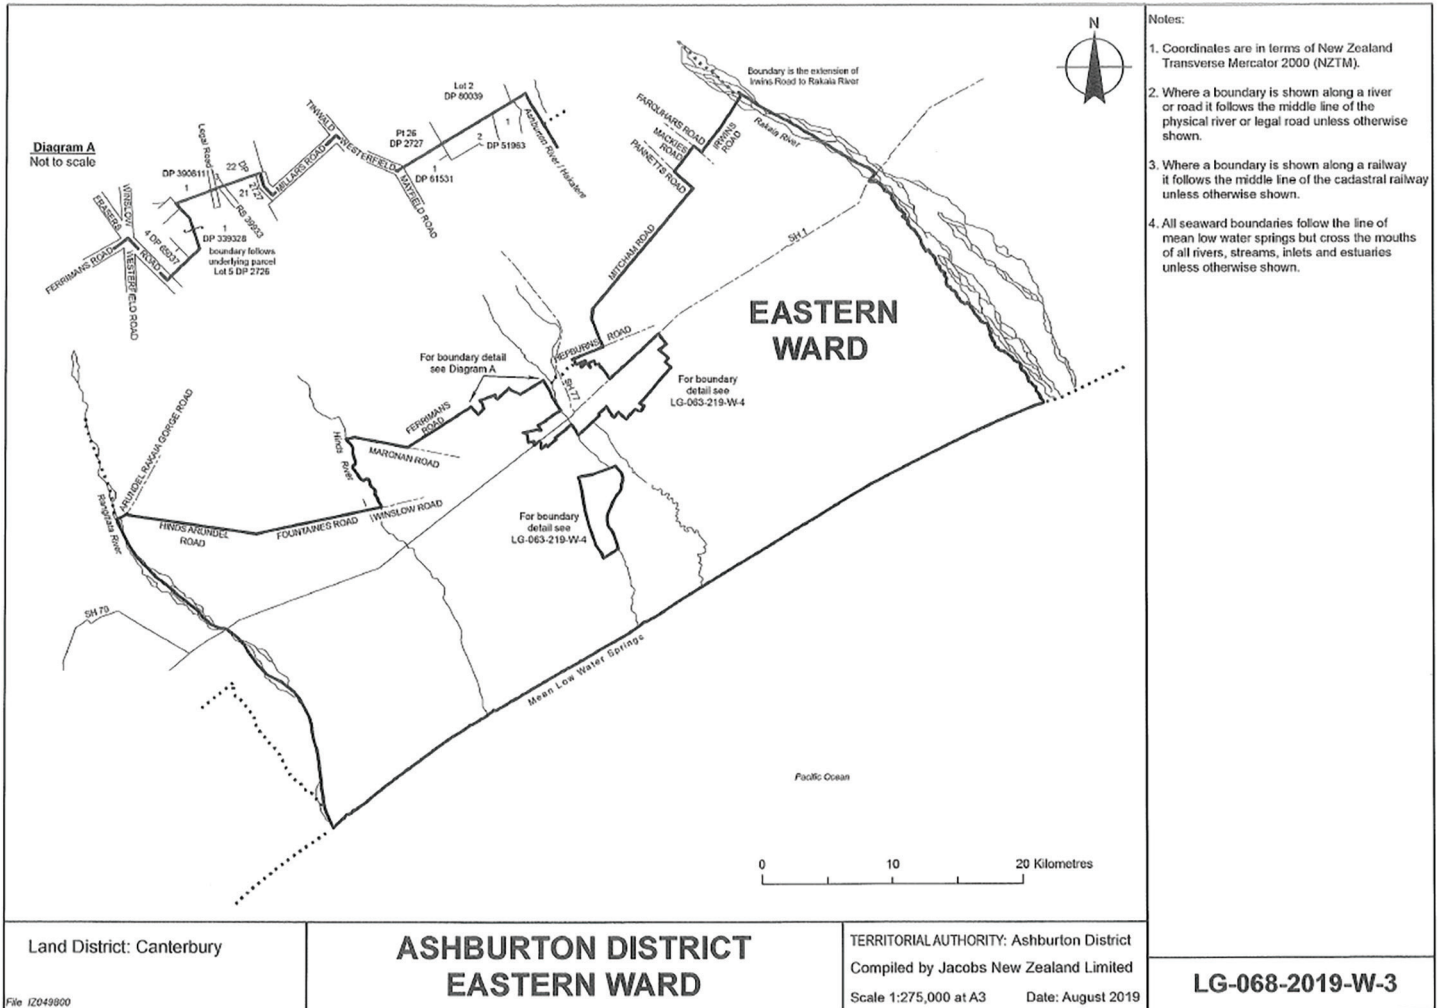 Diagram A
Not to scale
Legal Road
DP 390811
1
22
DP 2727
21
RS 39933
1
DP 339328
boundary follows
underlying parcel
Lot 5 DP 2726
4 DP 65037
1
WINSLOW
FRASERS
ROAD
FERRIMANS ROAD
WESTERFIELD ROAD
MILLARS ROAD
TINWALD
WESTERFIELD
MAYFIELD ROAD
Pt 26
DP 2727
Lot 2
DP 80039
1
DP 61531
2
1
DP 51963
Ashburton River / Hakatere
N
Boundary is the extension of
Irwins Road to Rakaia River
FARQUHARS ROAD
MACKIES
ROAD
PANNETTS ROAD
IRWINS
ROAD
Rakaia River
MITCHAM ROAD
SH 1
EASTERN
WARD
HEPBURNS ROAD
SH 77
For boundary detail
see Diagram A
For boundary
detail see
LG-063-219-W-4
FERRIMANS
ROAD
MARONAN ROAD
Hinds River
ARUNDEL RAKAIA GORGE ROAD
Rangitata River
HINDS ARUNDEL
ROAD
FOUNTAINES ROAD
WINSLOW ROAD
For boundary
detail see
LG-063-219-W-4
SH 79
Mean Low Water Springs
Pacific Ocean
0 10 20 Kilometres
Notes:
1. Coordinates are in terms of New Zealand
Transverse Mercator 2000 (NZTM).
2. Where a boundary is shown along a river
or road it follows the middle line of the
physical river or legal road unless otherwise
shown.
3. Where a boundary is shown along a railway
it follows the middle line of the cadastral railway
unless otherwise shown.
4. All seaward boundaries follow the line of
mean low water springs but cross the mouths
of all rivers, streams, inlets and estuaries
unless otherwise shown.
Land District: Canterbury
File IZ049800
ASHBURTON DISTRICT
EASTERN WARD
TERRITORIAL AUTHORITY: Ashburton District
Compiled by Jacobs New Zealand Limited
Scale 1:275,000 at A3 Date: August 2019
LG-068-2019-W-3